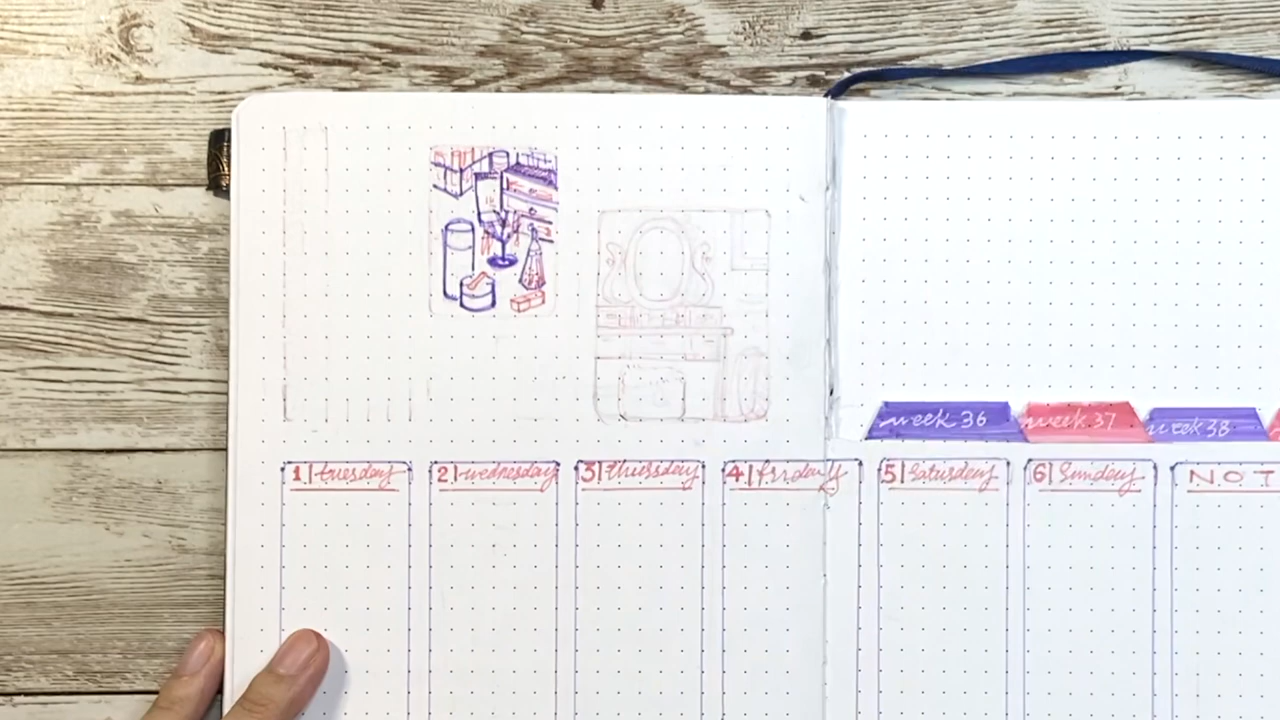 week 36
week 37
week 38
1 tuesday
2 wednesday
3 thursday
4 friday
5 Saturday
6 Sunday
NOT